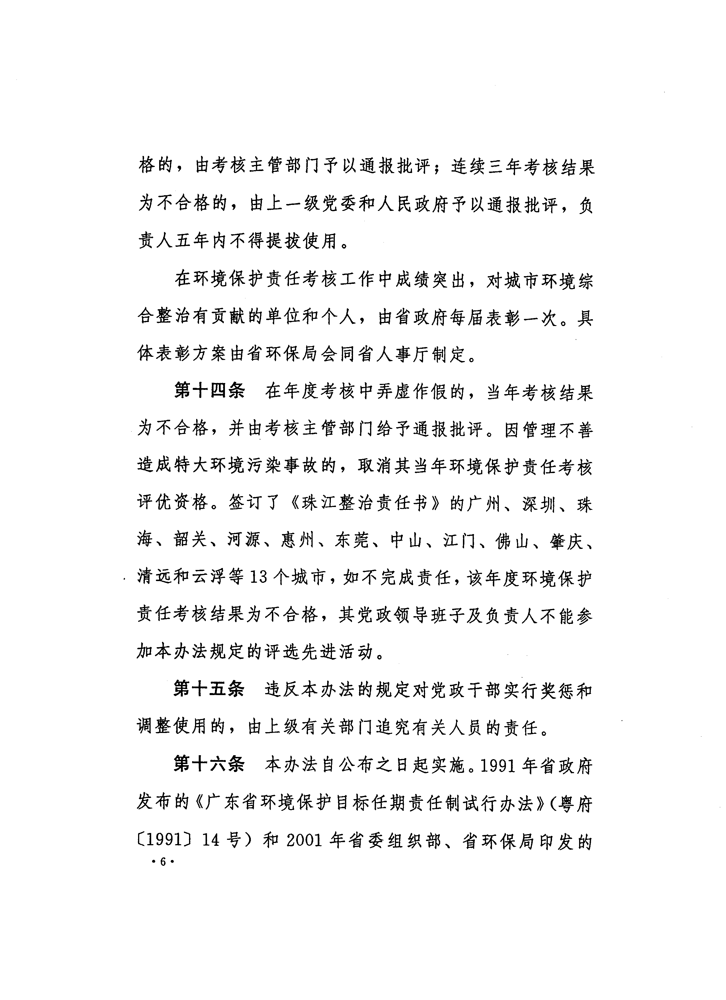 格的，由考核主管部门予以通报批评；连续三年考核结果
为不合格的，由上一级党委和人民政府予以通报批评，负
责人五年内不得提拔使用。
在环境保护责任考核工作中成绩突出，对城市环境综
合整治有贡献的单位和个人，由省政府每届表彰一次。具
体表彰方案由省环保局会同省人事厅制定。
第十四条　在年度考核中弄虚作假的，当年考核结果
为不合格，并由考核主管部门给予通报批评。因管理不善
造成特大环境污染事故的，取消其当年环境保护责任考核
评优资格。签订了《珠江整治责任书》的广州、深圳、珠
海、韶关、河源、惠州、东莞、中山、江门、佛山、肇庆、
清远和云浮等13个城市，如不完成责任，该年度环境保护
责任考核结果为不合格，其党政领导班子及负责人不能参
加本办法规定的评选先进活动。
第十五条　违反本办法的规定对党政干部实行奖惩和
调整使用的，由上级有关部门追究有关人员的责任。
第十六条　本办法自公布之日起实施。1991年省政府
发布的《广东省环境保护目标任期责任制试行办法》（粤府
〔1991〕14号）和2001年省委组织部、省环保局印发的
·6·